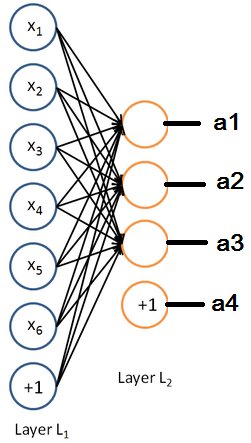 x1
x2
x3
x4
x5
x6
+1
Layer L1
a1
a2
a3
+1 a4
Layer L2